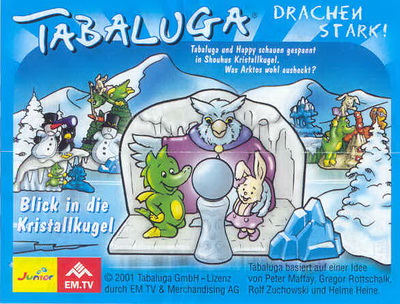 TABALUGA®
DRACHEN
STARK!
Tabaluga und Happy schauen gespannt
in Shouhus Kristallkugel.
Was Arktos wohl ausheckt?
Blick in die
Kristallkugel
Junior
EM.TV
© 2001 Tabaluga GmbH - Lizenz
durch EM TV & Merchandising AG
Tabaluga basiert auf einer Idee
von Peter Maffay, Gregor Rottschalk,
Rolf Zuckowski und Helme Heine.